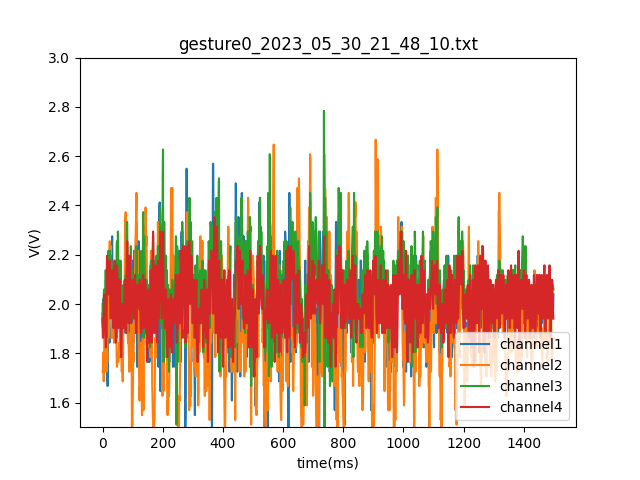 gesture0_2023_05_30_21_48_10.txt
3.0
2.8
2.6
2.4
2.2
2.0
1.8
1.6
V(V)
channel1
channel2
channel3
channel4
0 200 400 600 800 1000 1200 1400
time(ms)